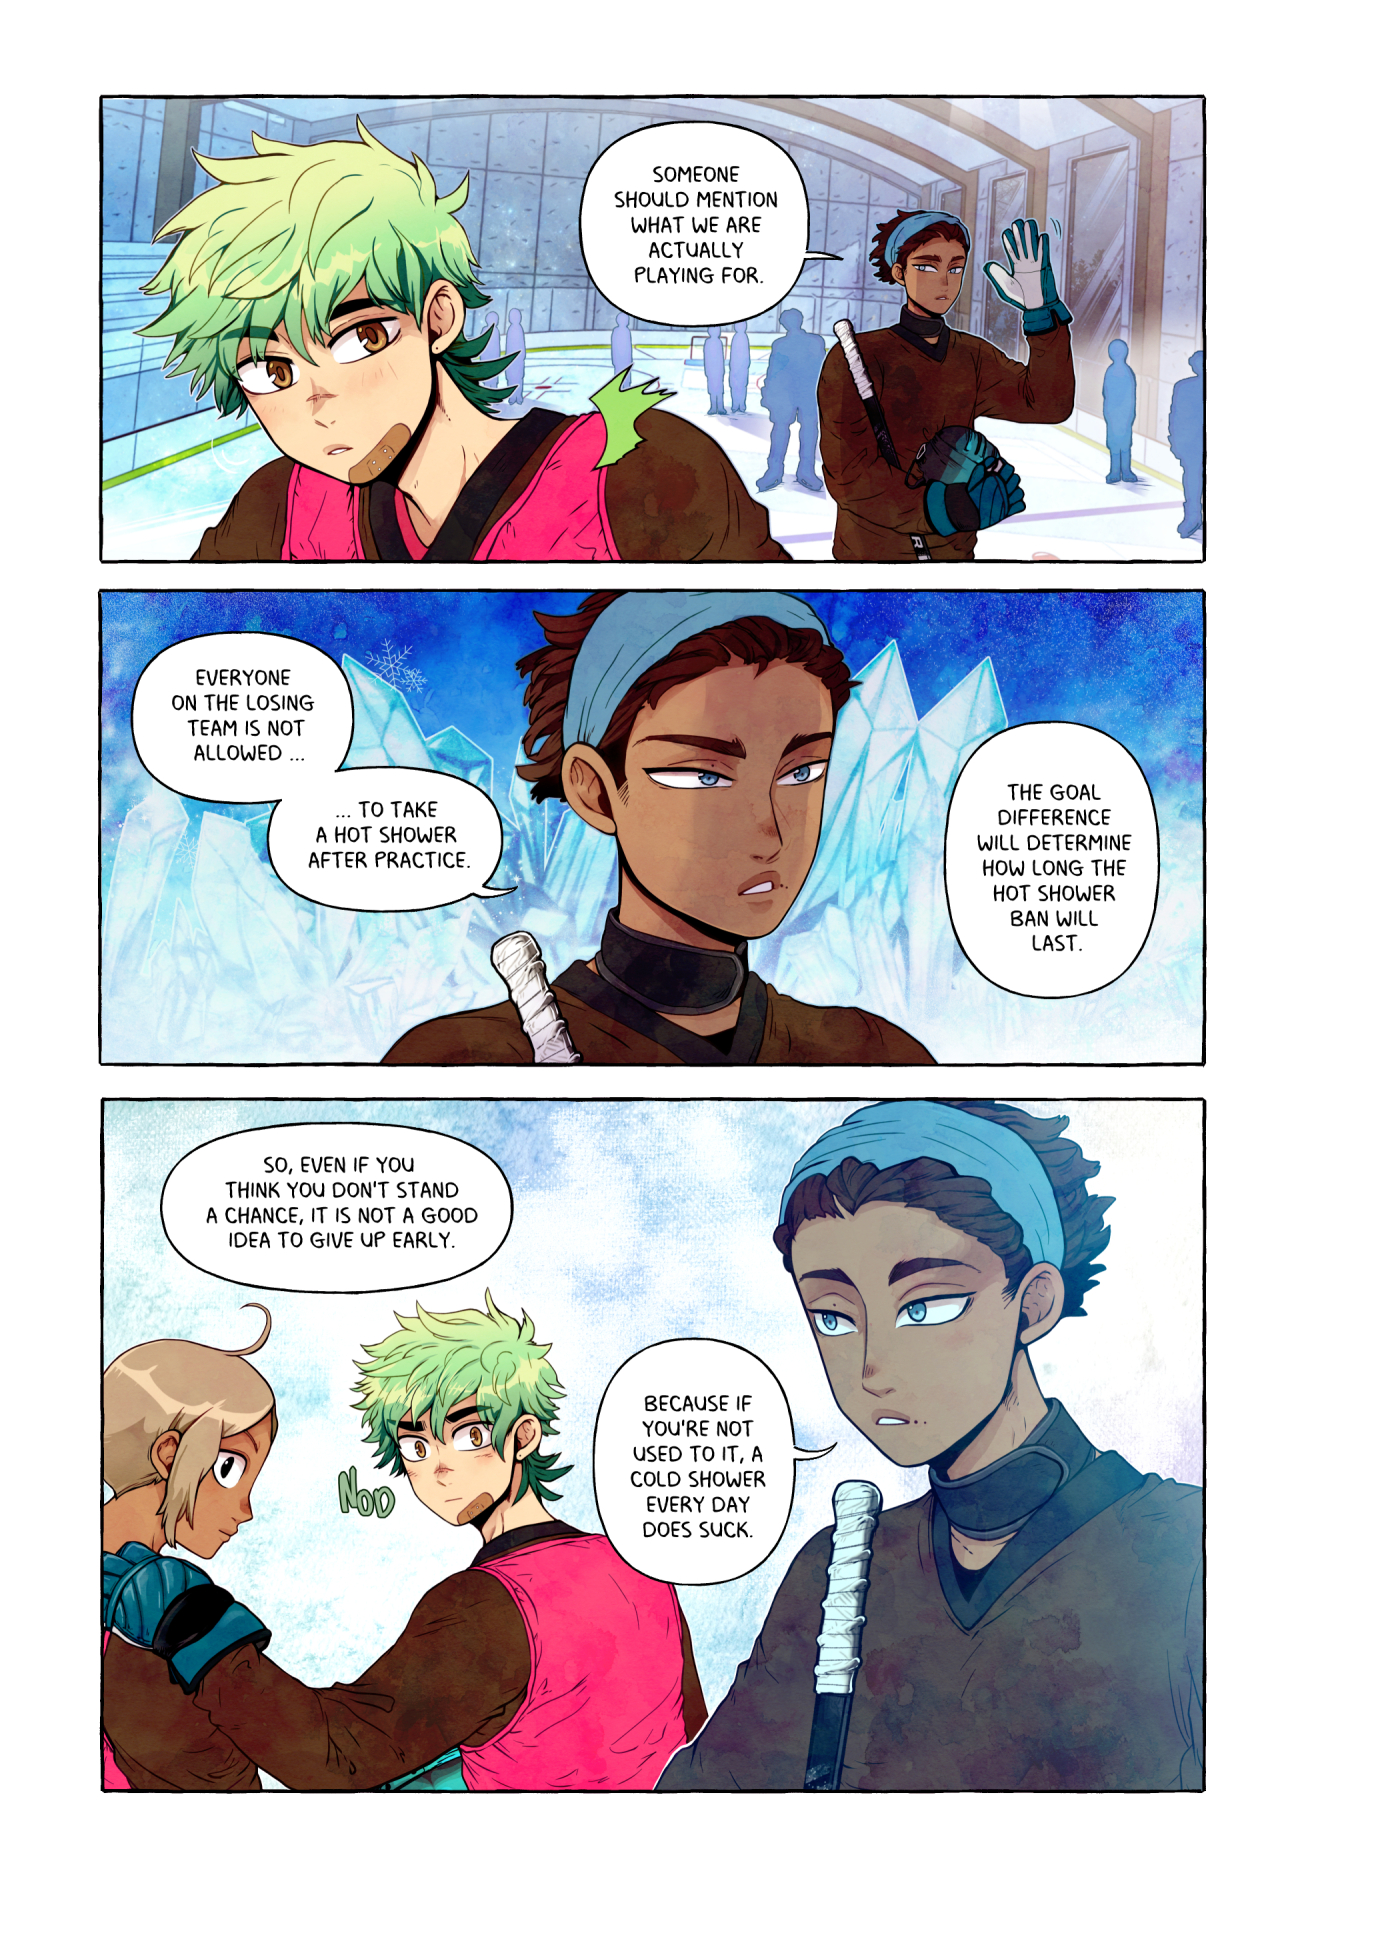 SOMEONE
SHOULD MENTION
WHAT WE ARE
ACTUALLY
PLAYING FOR.
EVERYONE
ON THE LOSING
TEAM IS NOT
ALLOWED ...
... TO TAKE
A HOT SHOWER
AFTER PRACTICE.
THE GOAL
DIFFERENCE
WILL DETERMINE
HOW LONG THE
HOT SHOWER
BAN WILL
LAST.
SO, EVEN IF YOU
THINK YOU DON'T STAND
A CHANCE, IT IS NOT A GOOD
IDEA TO GIVE UP EARLY.
NOD
BECAUSE IF
YOU'RE NOT
USED TO IT, A
COLD SHOWER
EVERY DAY
DOES SUCK.